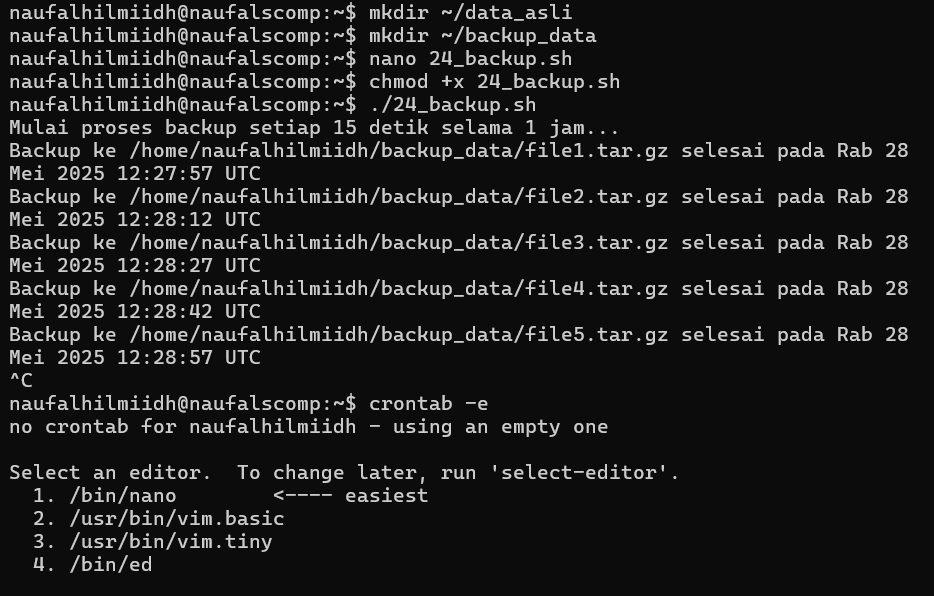 naufalhilmiidh@naufalscomp:~$ mkdir ~/data_asli
naufalhilmiidh@naufalscomp:~$ mkdir ~/backup_data
naufalhilmiidh@naufalscomp:~$ nano 24_backup.sh
naufalhilmiidh@naufalscomp:~$ chmod +x 24_backup.sh
naufalhilmiidh@naufalscomp:~$ ./24_backup.sh
Mulai proses backup setiap 15 detik selama 1 jam...
Backup ke /home/naufalhilmiidh/backup_data/file1.tar.gz selesai pada Rab 28
Mei 2025 12:27:57 UTC
Backup ke /home/naufalhilmiidh/backup_data/file2.tar.gz selesai pada Rab 28
Mei 2025 12:28:12 UTC
Backup ke /home/naufalhilmiidh/backup_data/file3.tar.gz selesai pada Rab 28
Mei 2025 12:28:27 UTC
Backup ke /home/naufalhilmiidh/backup_data/file4.tar.gz selesai pada Rab 28
Mei 2025 12:28:42 UTC
Backup ke /home/naufalhilmiidh/backup_data/file5.tar.gz selesai pada Rab 28
Mei 2025 12:28:57 UTC
^C
naufalhilmiidh@naufalscomp:~$ crontab -e
no crontab for naufalhilmiidh - using an empty one
Select an editor.  To change later, run 'select-editor'.
  1. /bin/nano        <---- easiest
  2. /usr/bin/vim.basic
  3. /usr/bin/vim.tiny
  4. /bin/ed